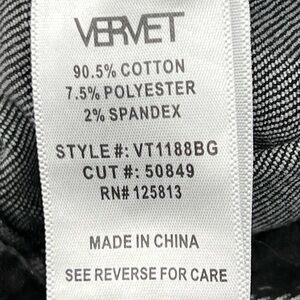 VERVET
90.5% COTTON
7.5% POLYESTER
2% SPANDEX
STYLE #: VT1188BG
CUT #: 50849
RN# 125813
MADE IN CHINA
SEE REVERSE FOR CARE